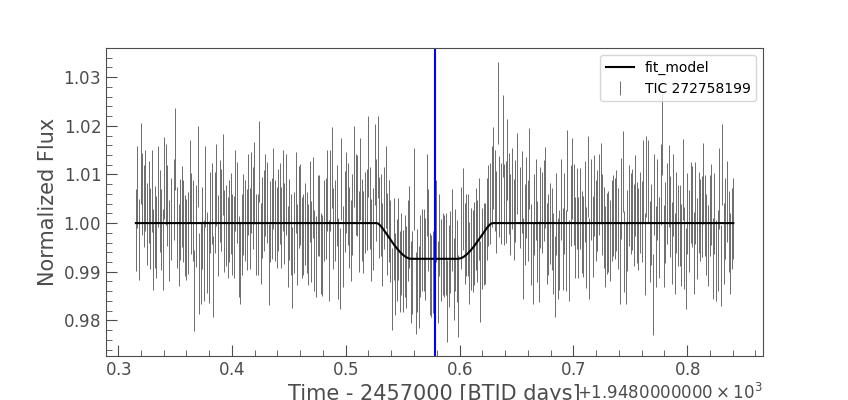 fit_model
TIC 272758199
Normalized Flux
1.03
1.02
1.01
1.00
0.99
0.98
0.3 0.4 0.5 0.6 0.7 0.8
Time - 2457000 [BTJD days]
+1.9480000000 × 10³